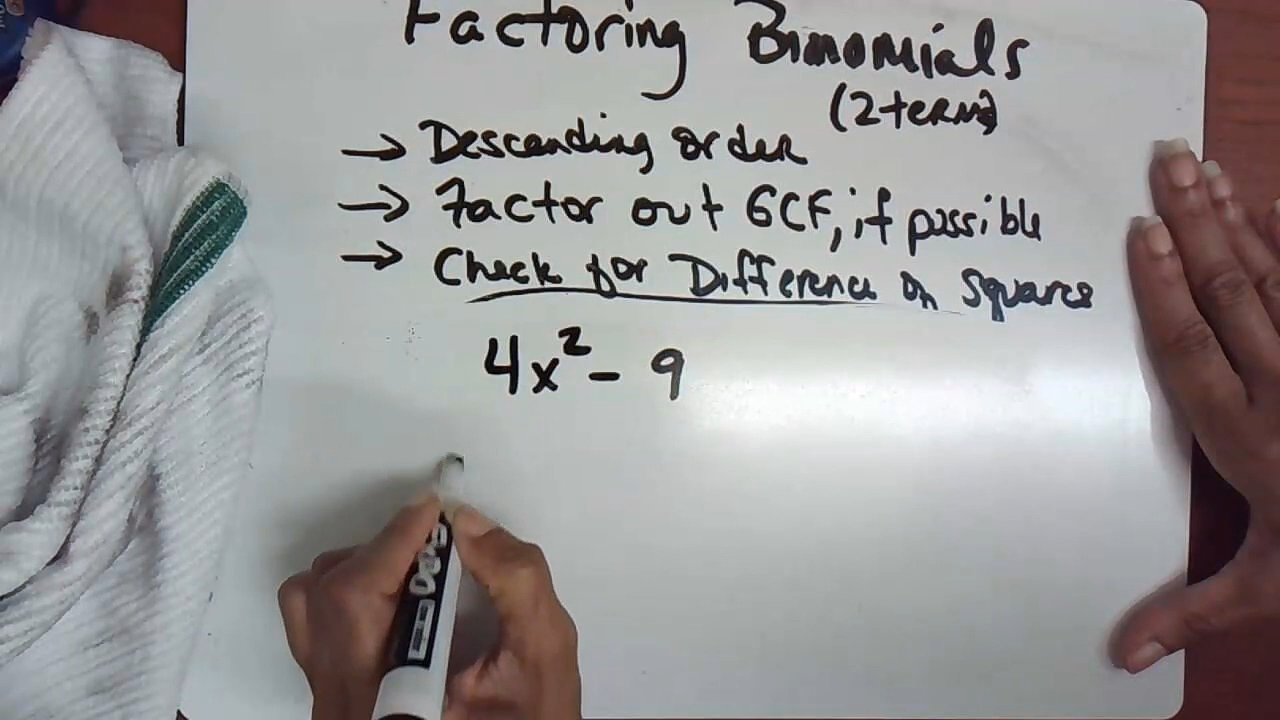 Factoring Binomials
(2 terms)
→ Descending order
→ Factor out GCF, if possible
→ Check for Difference of Squares
4x² - 9